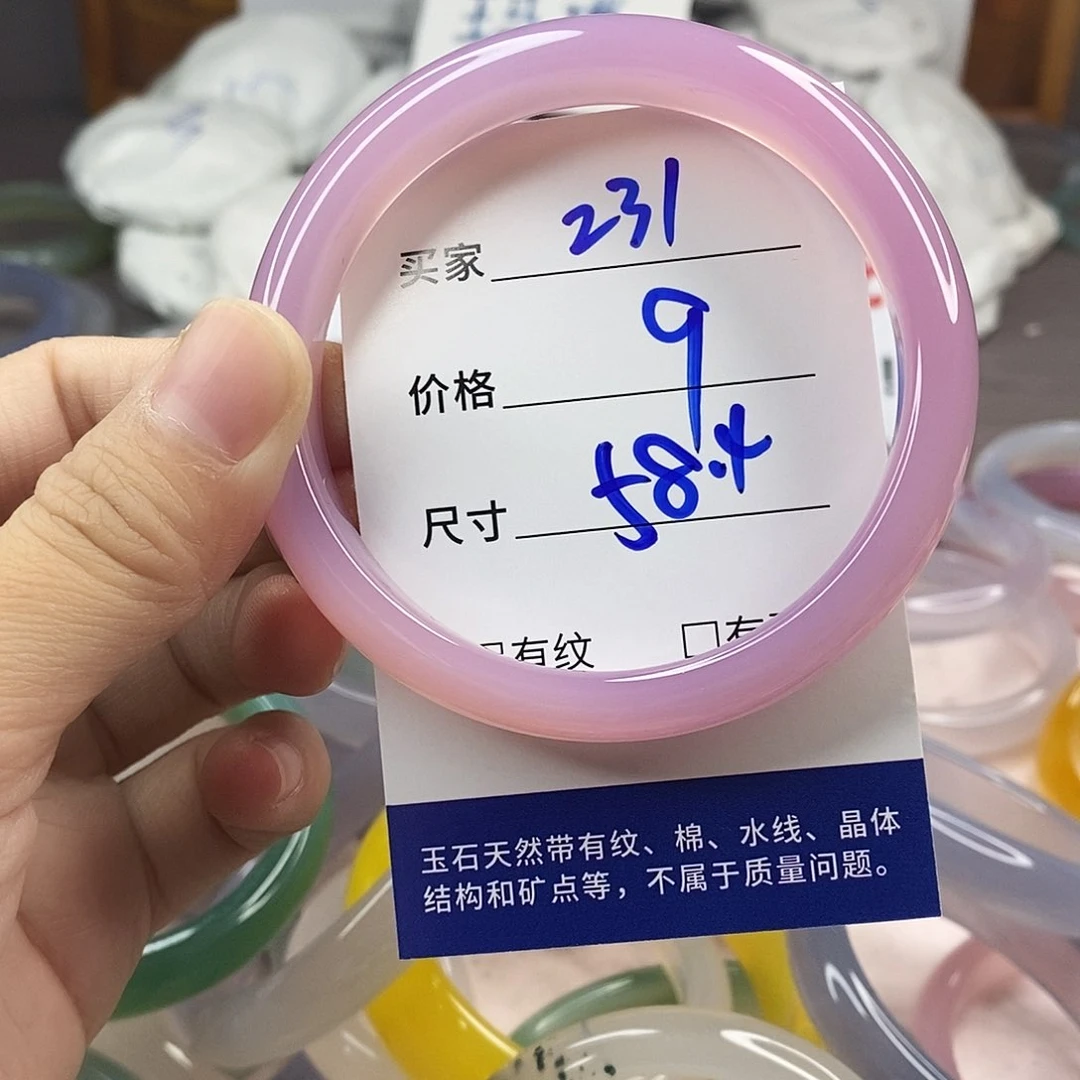 买家 231
价格 9
尺寸 58.4
有纹 □有
玉石天然带有纹、棉、水线、晶体
结构和矿点等，不属于质量问题。